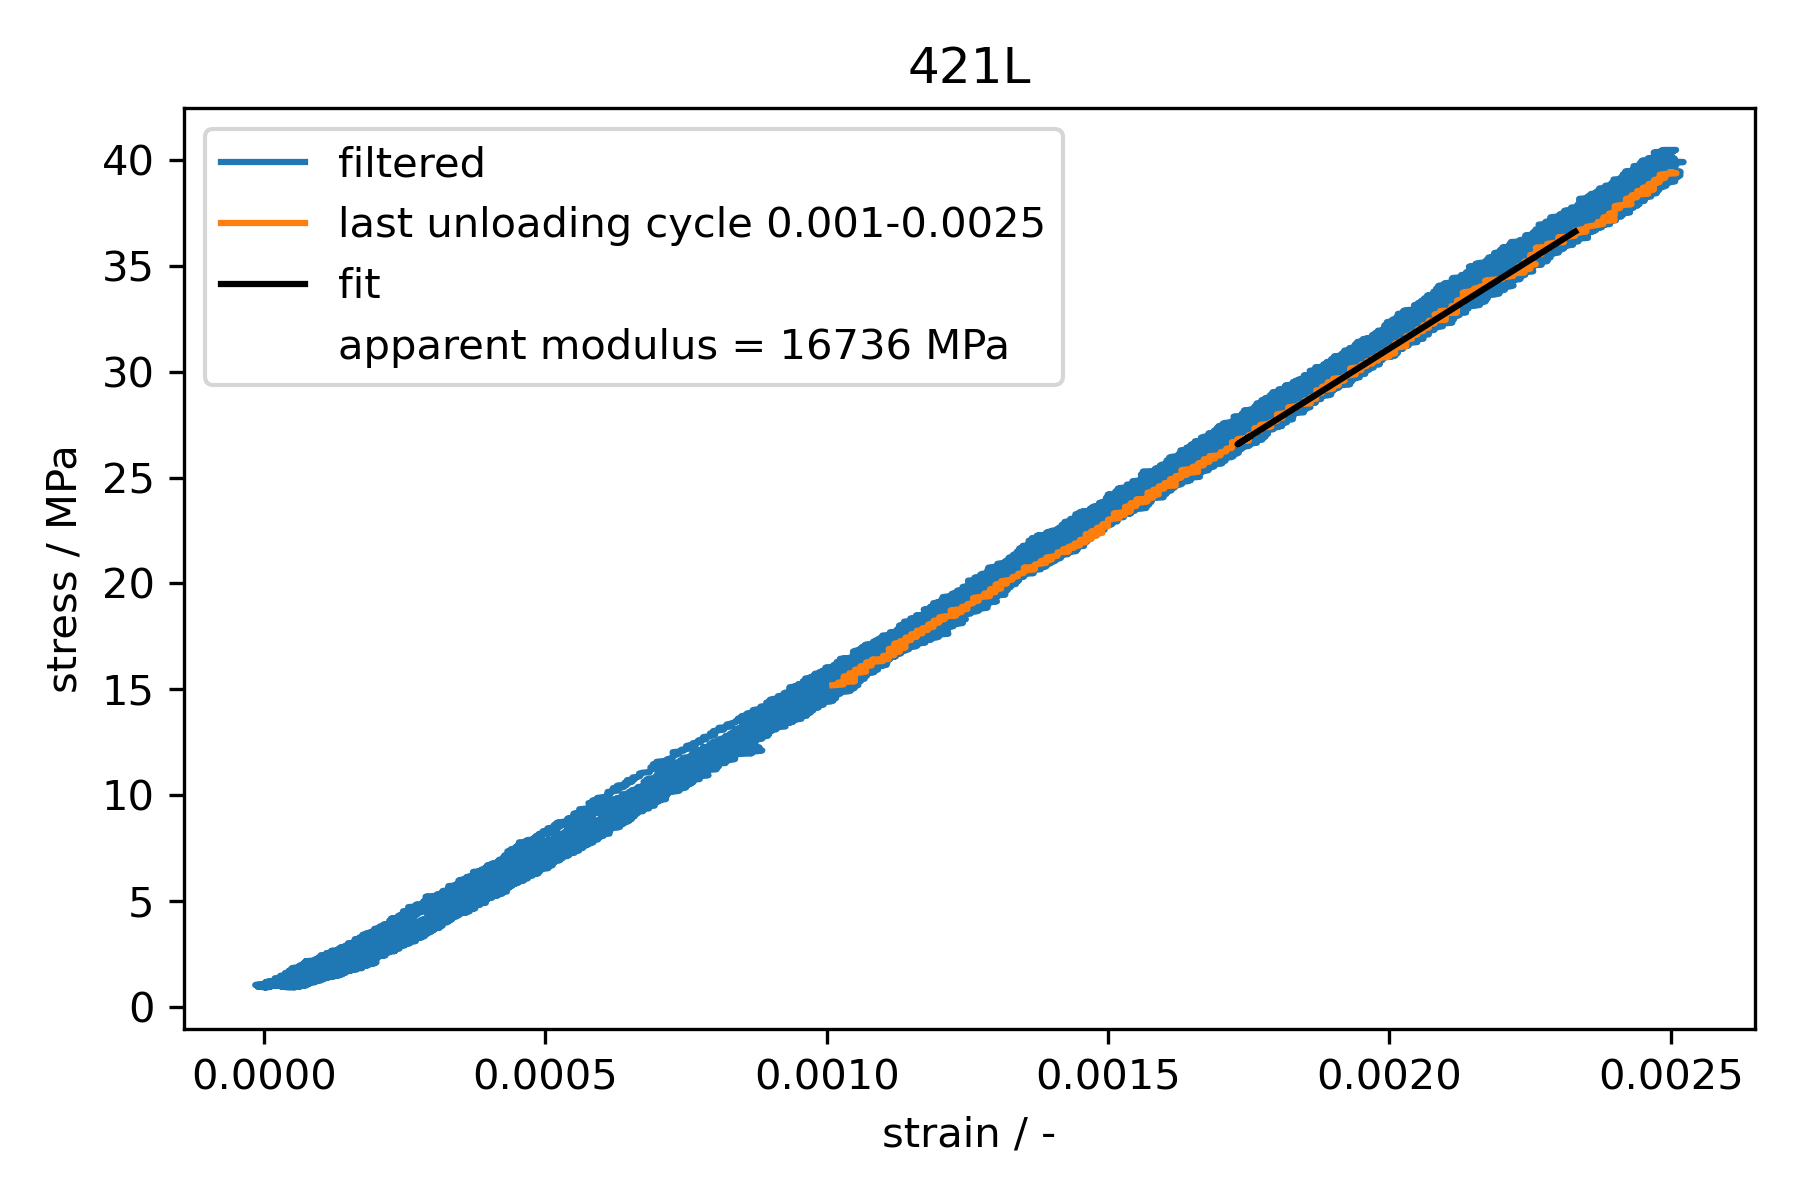 421L
filtered
last unloading cycle 0.001-0.0025
fit
apparent modulus = 16736 MPa
40
35
30
25
20
15
10
5
0
stress / MPa
0.0000 0.0005 0.0010 0.0015 0.0020 0.0025
strain / -